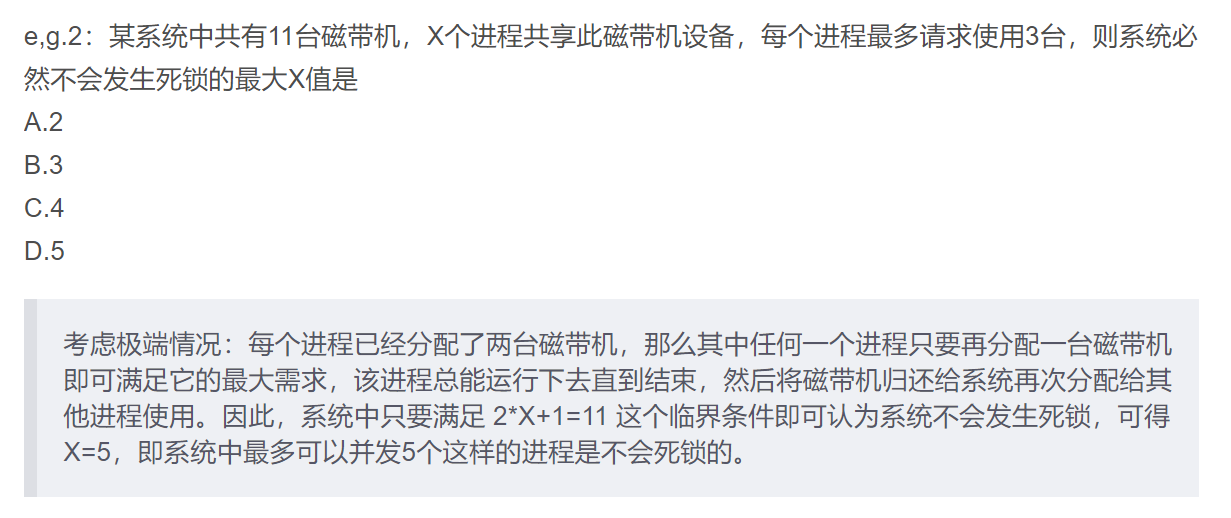 e,g.2：某系统中共有11台磁带机，X个进程共享此磁带机设备，每个进程最多请求使用3台，则系统必
然不会发生死锁的最大X值是
A.2
B.3
C.4
D.5
考虑极端情况：每个进程已经分配了两台磁带机，那么其中任何一个进程只要再分配一台磁带机
即可满足它的最大需求，该进程总能运行下去直到结束，然后将磁带机归还给系统再次分配给其
他进程使用。因此，系统中只要满足 2*X+1=11 这个临界条件即可认为系统不会发生死锁，可得
X=5，即系统中最多可以并发5个这样的进程是不会死锁的。